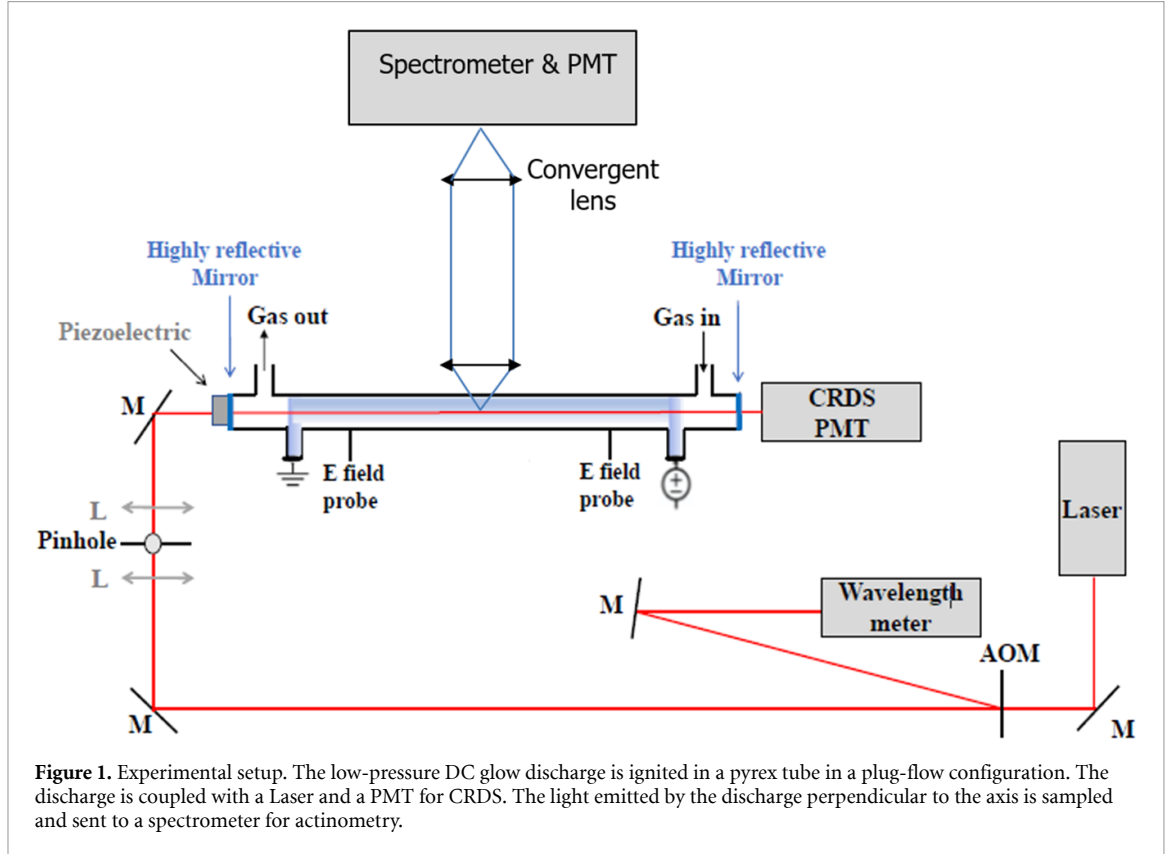 Spectrometer & PMT
Convergent
lens
Highly reflective
Mirror
Highly reflective
Mirror
Gas out
Gas in
Piezoelectric
M
CRDS
PMT
E field
probe
E field
probe
L
Pinhole
L
Laser
M
Wavelength
meter
AOM
M
M
Figure 1. Experimental setup. The low-pressure DC glow discharge is ignited in a pyrex tube in a plug-flow configuration. The
discharge is coupled with a Laser and a PMT for CRDS. The light emitted by the discharge perpendicular to the axis is sampled
and sent to a spectrometer for actinometry.